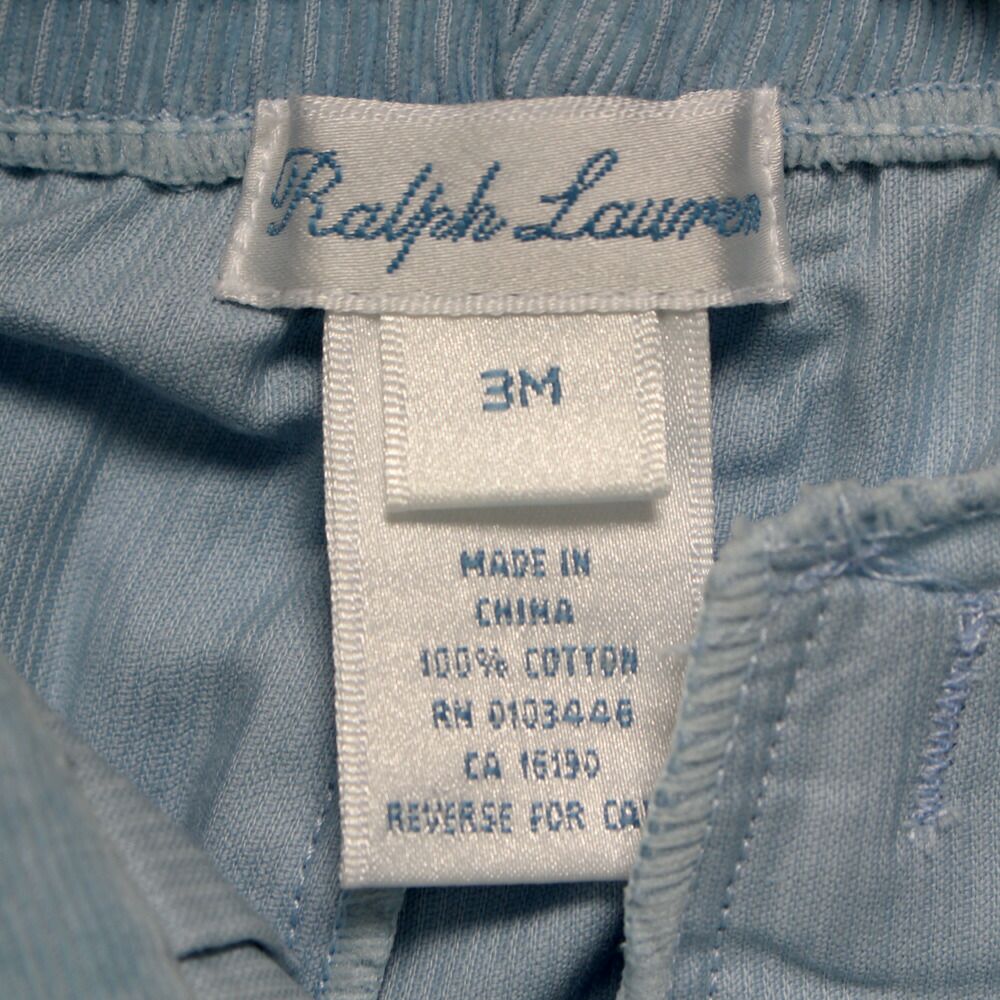 Ralph Lauren
3M
MADE IN
CHINA
100% COTTON
RN 0103446
CA 16190
REVERSE FOR